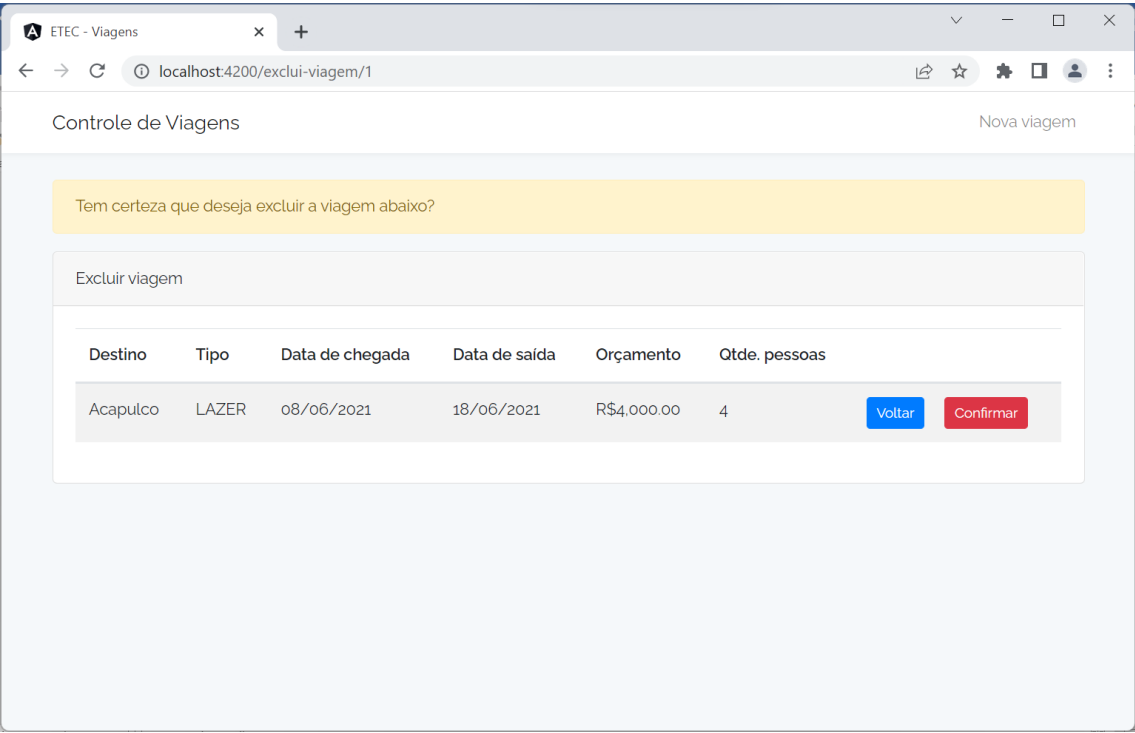 ETEC - Viagens
localhost:4200/exclui-viagem/1
Controle de Viagens
Nova viagem
Tem certeza que deseja excluir a viagem abaixo?
Excluir viagem
Destino Tipo Data de chegada Data de saída Orçamento Qtde. pessoas
Acapulco LAZER 08/06/2021 18/06/2021 R$4,000.00 4 Voltar Confirmar